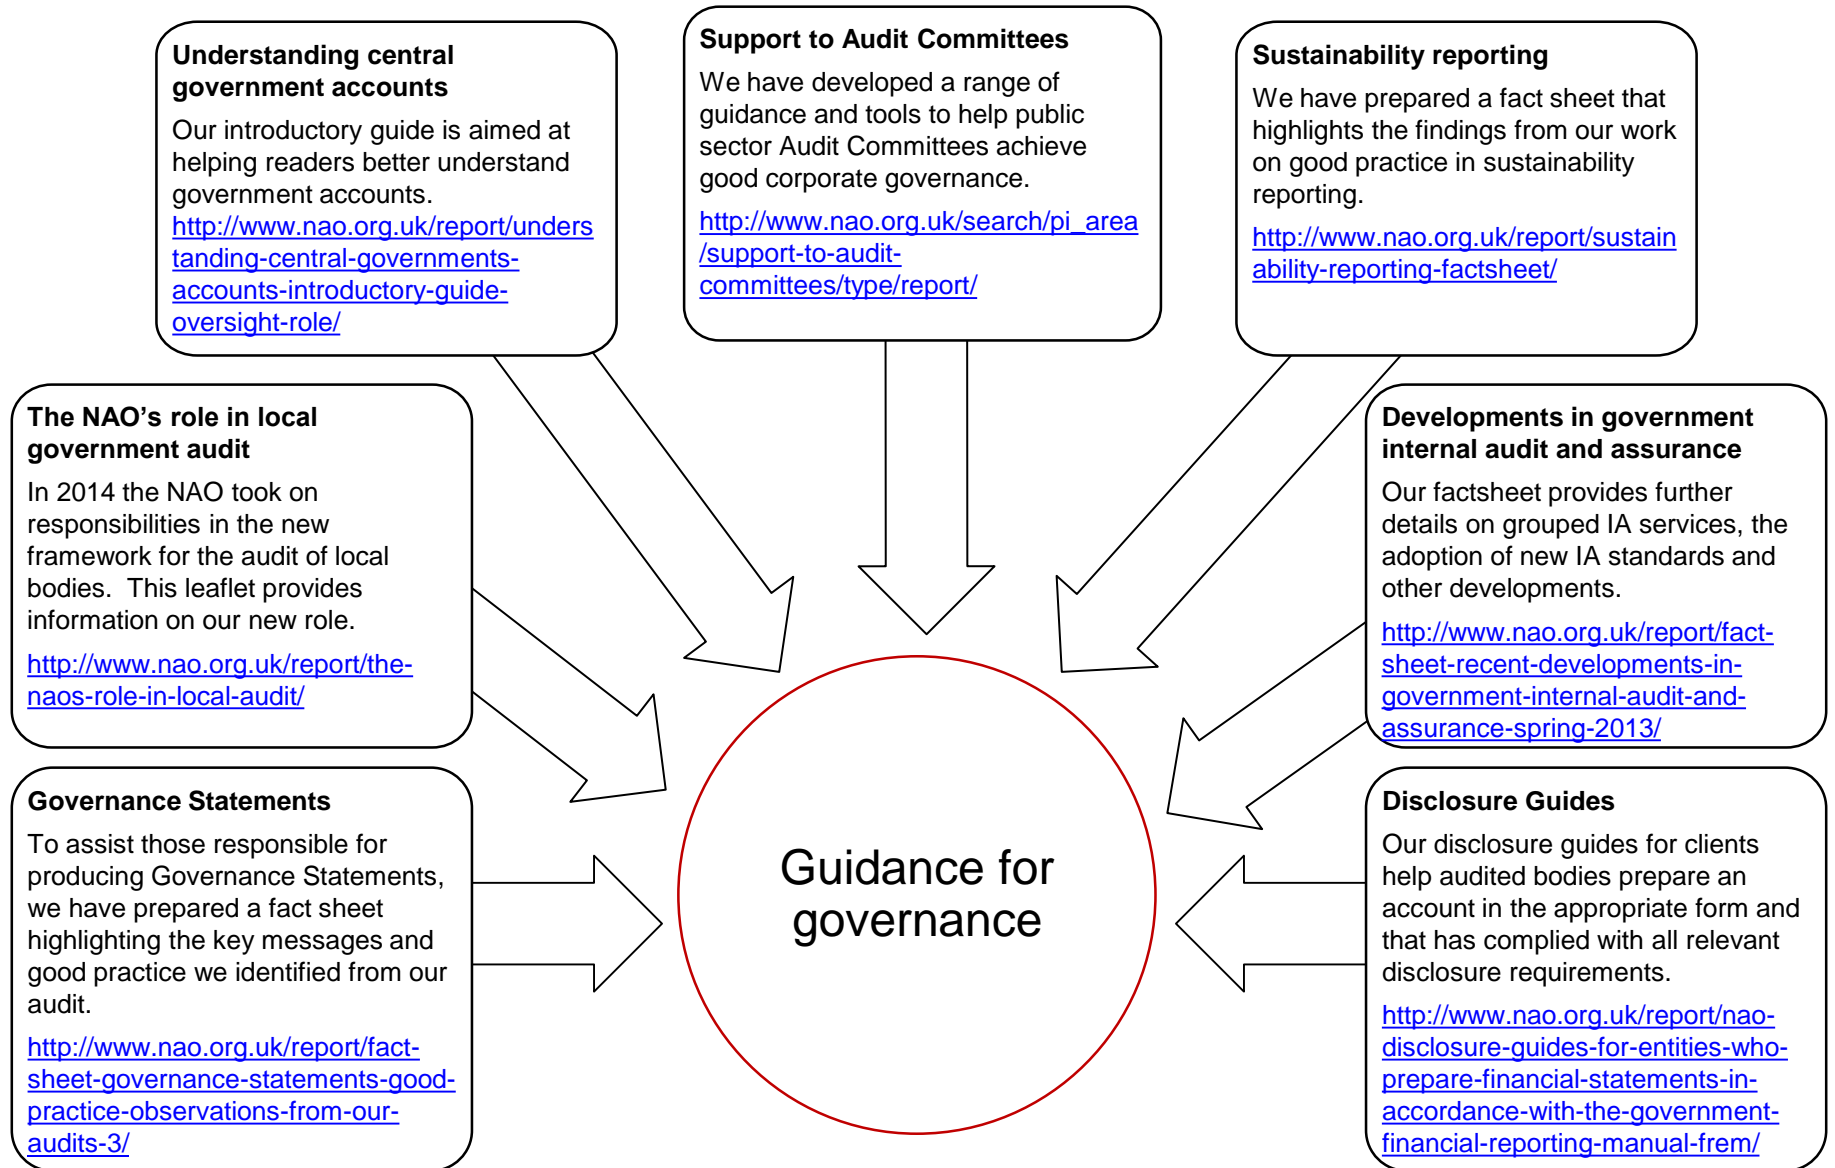 Understanding central
government accounts
Our introductory guide is aimed at
helping readers better understand
government accounts.
http://www.nao.org.uk/report/unders
tanding-central-governments-
accounts-introductory-guide-
oversight-role/
Support to Audit Committees
We have developed a range of
guidance and tools to help public
sector Audit Committees achieve
good corporate governance.
http://www.nao.org.uk/search/pi_area
/support-to-audit-
committees/type/report/
Sustainability reporting
We have prepared a fact sheet that
highlights the findings from our work
on good practice in sustainability
reporting.
http://www.nao.org.uk/report/sustain
ability-reporting-factsheet/
The NAO’s role in local
government audit
In 2014 the NAO took on
responsibilities in the new
framework for the audit of local
bodies.  This leaflet provides
information on our new role.
http://www.nao.org.uk/report/the-
naos-role-in-local-audit/
Developments in government
internal audit and assurance
Our factsheet provides further
details on grouped IA services, the
adoption of new IA standards and
other developments.
http://www.nao.org.uk/report/fact-
sheet-recent-developments-in-
government-internal-audit-and-
assurance-spring-2013/
Governance Statements
To assist those responsible for
producing Governance Statements,
we have prepared a fact sheet
highlighting the key messages and
good practice we identified from our
audit.
http://www.nao.org.uk/report/fact-
sheet-governance-statements-good-
practice-observations-from-our-
audits-3/
Guidance for
governance
Disclosure Guides
Our disclosure guides for clients
help audited bodies prepare an
account in the appropriate form and
that has complied with all relevant
disclosure requirements.
http://www.nao.org.uk/report/nao-
disclosure-guides-for-entities-who-
prepare-financial-statements-in-
accordance-with-the-government-
financial-reporting-manual-frem/